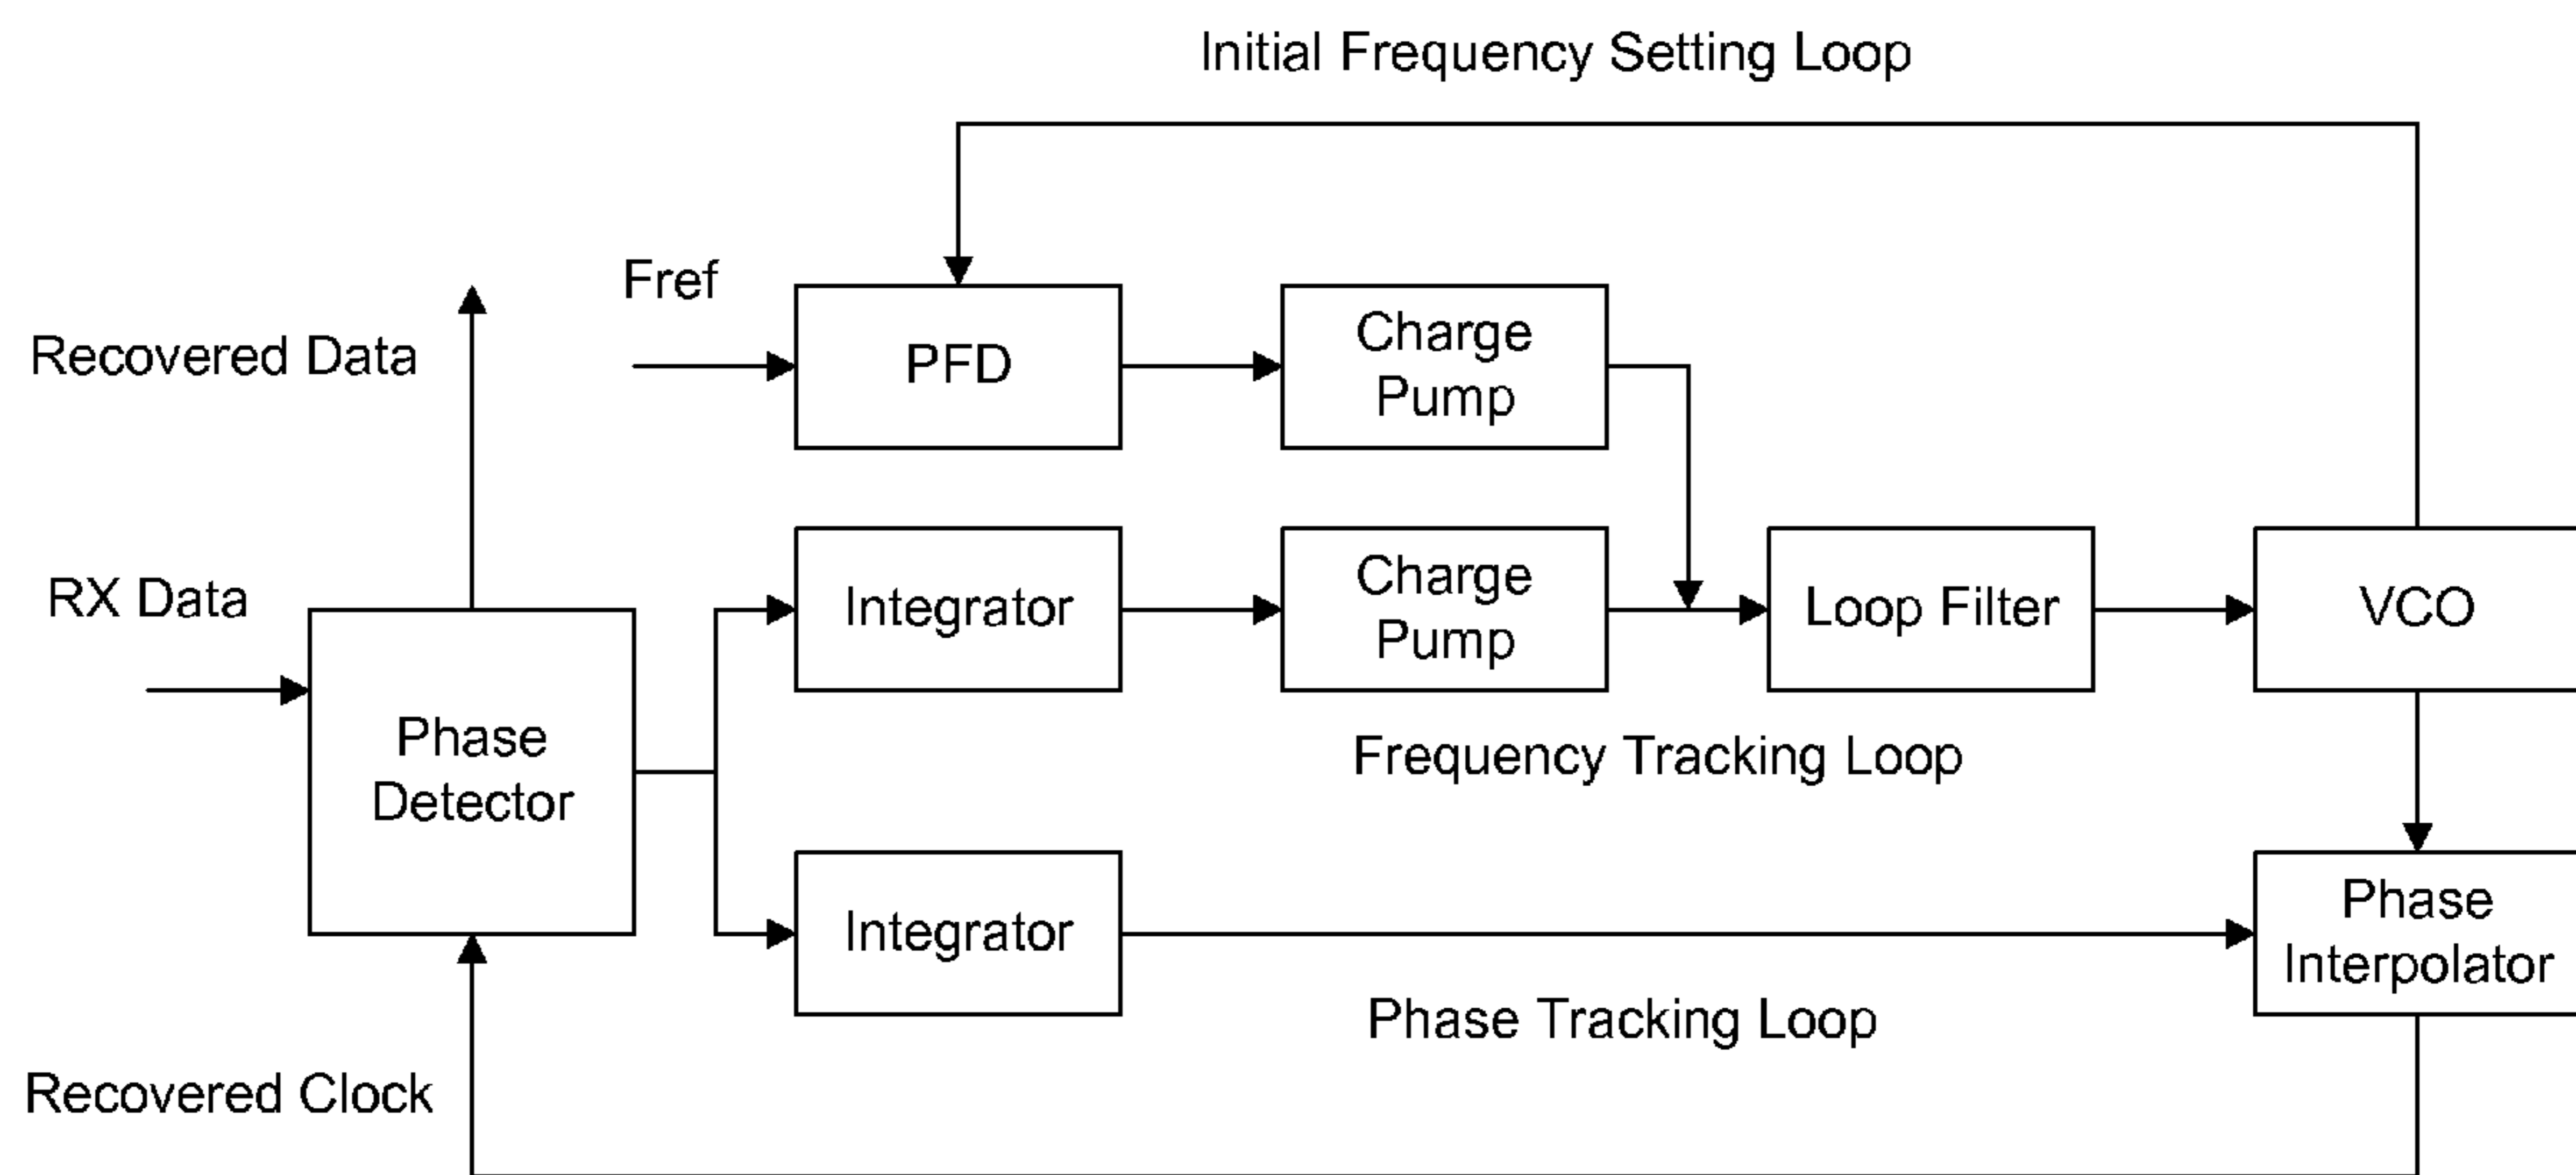 Initial Frequency Setting Loop
Fref
Recovered Data
PFD
Charge
Pump
RX Data
Integrator
Charge
Pump
Loop Filter
VCO
Phase
Detector
Frequency Tracking Loop
Integrator
Phase
Interpolator
Phase Tracking Loop
Recovered Clock